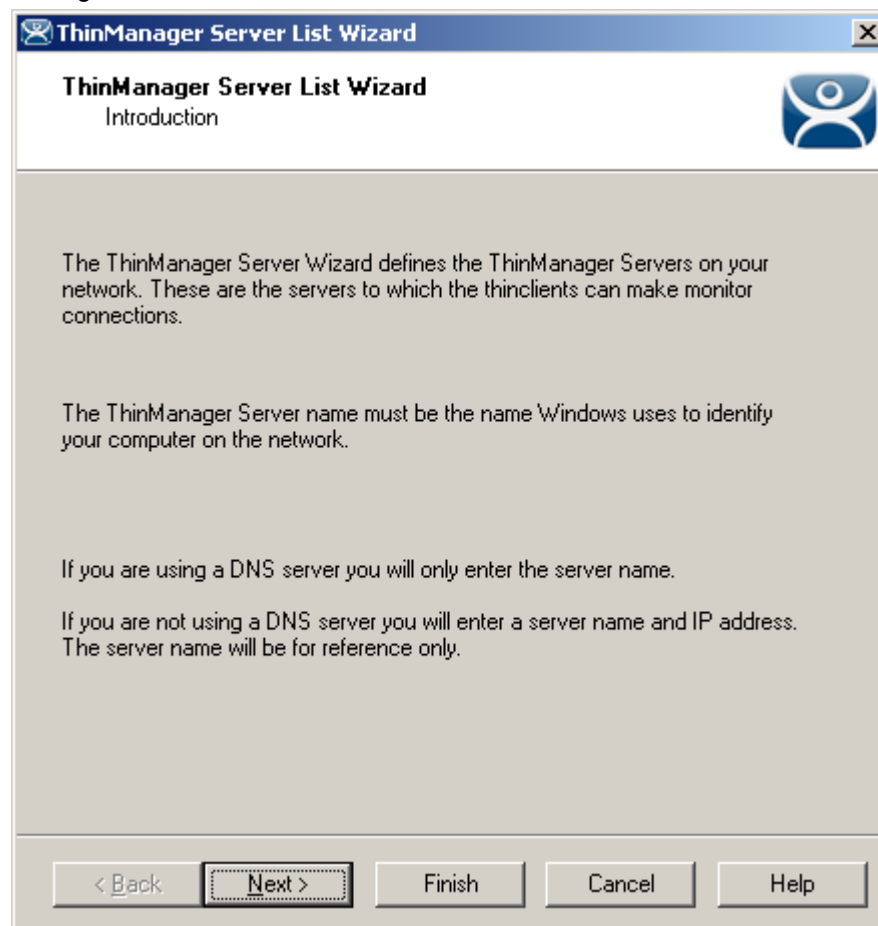 ThinManager Server List Wizard
ThinManager Server List Wizard
Introduction
The ThinManager Server Wizard defines the ThinManager Servers on your
network. These are the servers to which the thinclients can make monitor
connections.
The ThinManager Server name must be the name Windows uses to identify
your computer on the network.
If you are using a DNS server you will only enter the server name.
If you are not using a DNS server you will enter a server name and IP address.
The server name will be for reference only.
< Back Next > Finish Cancel Help